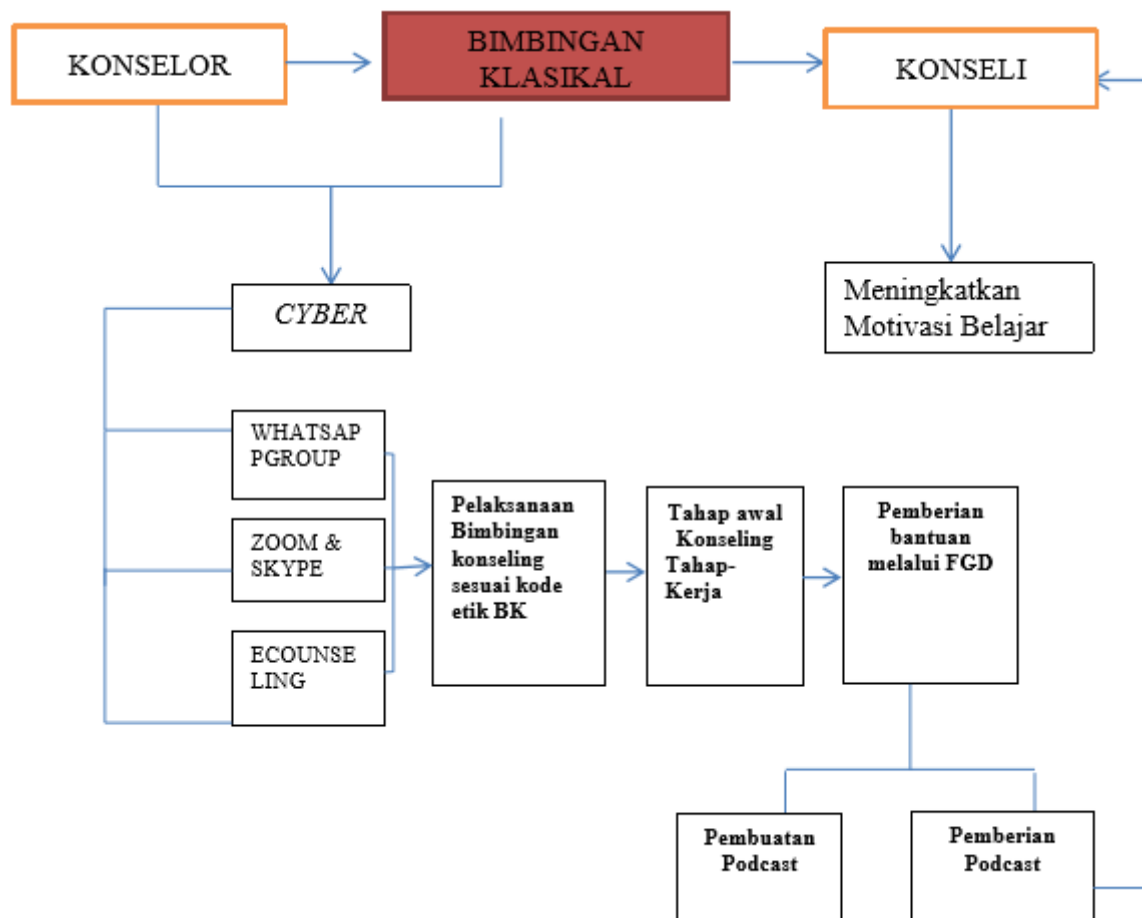 KONSELOR
BIMBINGAN
KLASIKAL
KONSELI
CYBER
Meningkatkan
Motivasi Belajar
WHATSAP
PGROUP
ZOOM &
SKYPE
ECOUNSE
LING
Pelaksanaan
Bimbingan
konseling
sesuai kode
etik BK
Tahap awal
Konseling
Tahap-
Kerja
Pemberian
bantuan
melalui FGD
Pembuatan
Podcast
Pemberian
Podcast